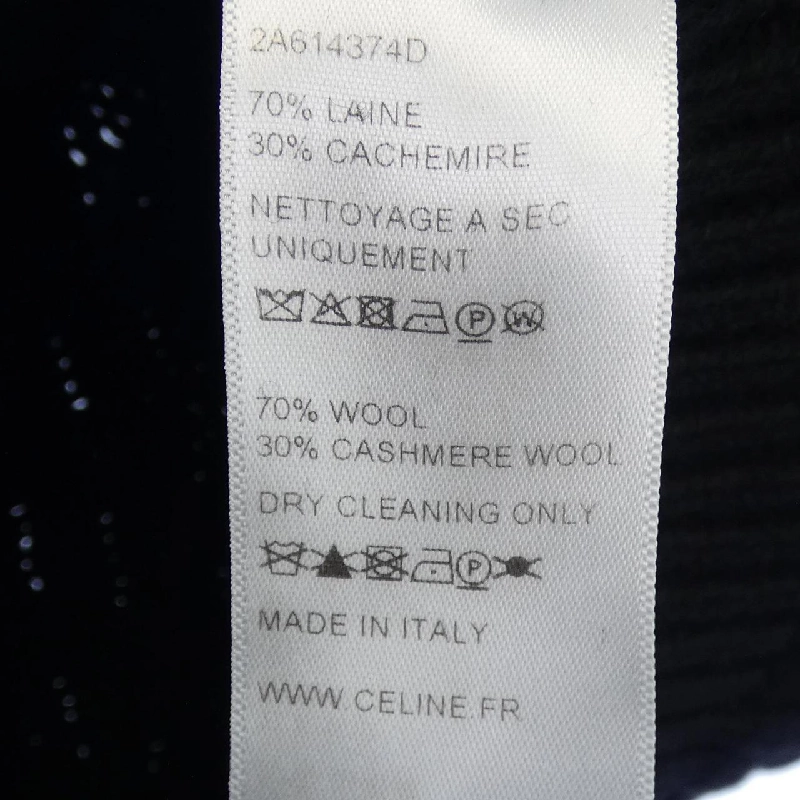 2A614374D
70% LAINE
30% CACHEMIRE
NETTOYAGE A SEC
UNIQUEMENT
P W
70% WOOL
30% CASHMERE WOOL
DRY CLEANING ONLY
P
MADE IN ITALY
WWW CELINE.FR